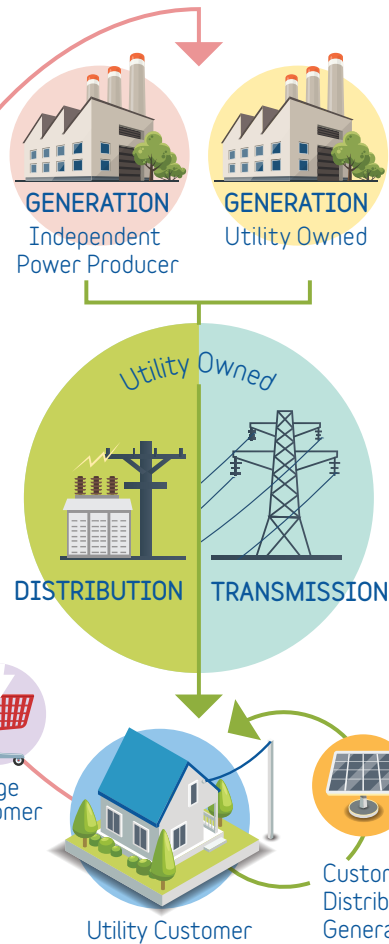 GENERATION
Independent
Power Producer
GENERATION
Utility Owned
Utility Owned
DISTRIBUTION
TRANSMISSION
Utility Customer